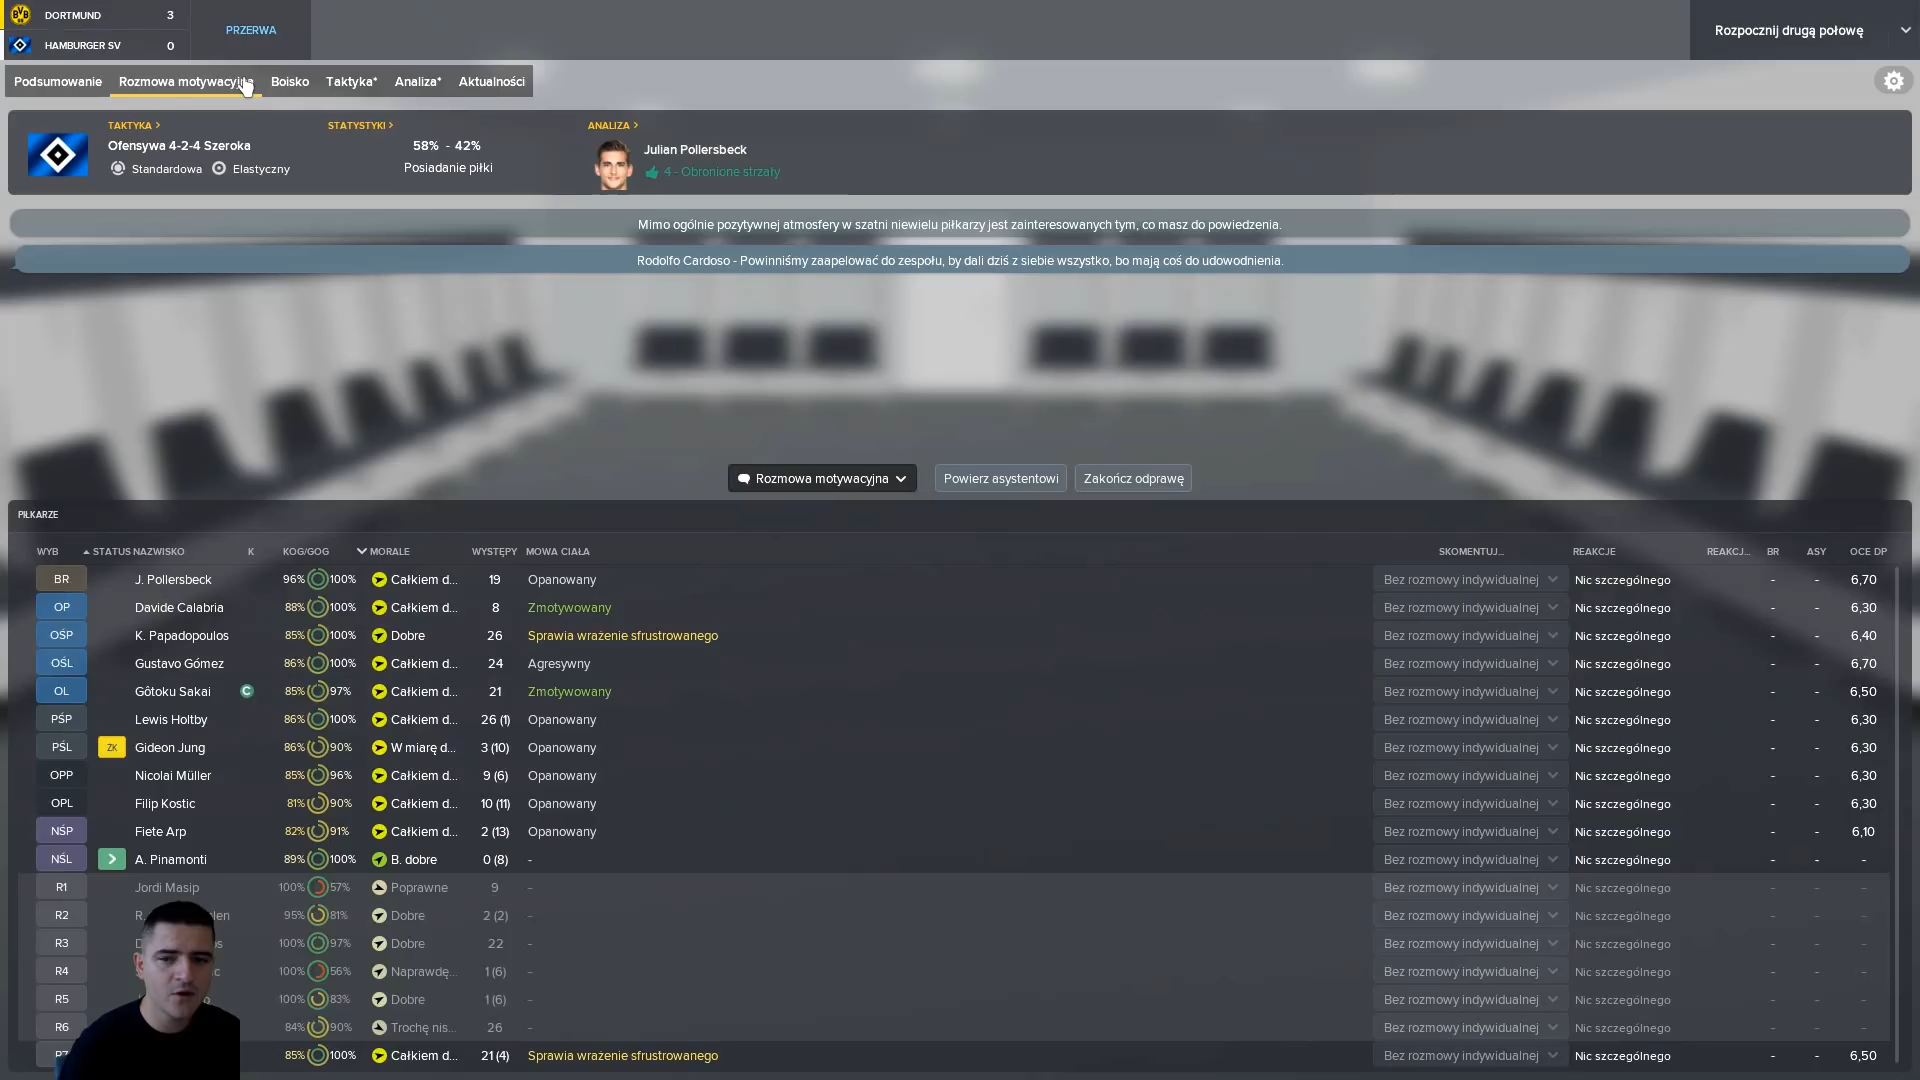 DORTMUND 3
HAMBURGER SV 0
PRZERWA
Rozpocznij drugą połowę
Podsumowanie Rozmowa motywacyjna Boisko Taktyka* Analiza* Aktualności
TAKTYKA > STATYSTYKI > ANALIZA >
Ofensywa 4-2-4 Szeroka 58% - 42% Julian Pollersbeck
Standardowa Elastyczny Posiadanie piłki 4 - Obronione strzały
Mimo ogólnie pozytywnej atmosfery w szatni niewielu piłkarzy jest zainteresowanych tym, co masz do powiedzenia.
Rodolfo Cardoso - Powinniśmy zaapelować do zespołu, by dali dziś z siebie wszystko, bo mają coś do udowodnienia.
Rozmowa motywacyjna Powierz asystentowi Zakończ odprawę
PIŁKARZE
WYB STATUS NAZWISKO K KOG/GOG MORALE WYSTĘPY MOWA CIAŁA SKOMENTUJ... REAKCJE REAKCJ... BR ASY OCE DP
BR J. Pollersbeck 96% 100% Całkiem d... 19 Opanowany Bez rozmowy indywidualnej Nic szczególnego - - 6,70
OP Davide Calabria 88% 100% Całkiem d... 8 Zmotywowany Bez rozmowy indywidualnej Nic szczególnego - - 6,30
OŚP K. Papadopoulos 85% 100% Dobre 26 Sprawia wrażenie sfrustrowanego Bez rozmowy indywidualnej Nic szczególnego - - 6,40
OŚL Gustavo Gómez 86% 100% Całkiem d... 24 Agresywny Bez rozmowy indywidualnej Nic szczególnego - - 6,70
OL Gôtoku Sakai C 85% 97% Całkiem d... 21 Zmotywowany Bez rozmowy indywidualnej Nic szczególnego - - 6,50
PŚP Lewis Holtby 86% 100% Całkiem d... 26 (1) Opanowany Bez rozmowy indywidualnej Nic szczególnego - - 6,30
PŚL ZK Gideon Jung 86% 90% W miarę d... 3 (10) Opanowany Bez rozmowy indywidualnej Nic szczególnego - - 6,30
OPP Nicolai Müller 85% 96% Całkiem d... 9 (6) Opanowany Bez rozmowy indywidualnej Nic szczególnego - - 6,30
OPL Filip Kostic 81% 90% Całkiem d... 10 (11) Opanowany Bez rozmowy indywidualnej Nic szczególnego - - 6,30
NŚP Fiete Arp 82% 91% Całkiem d... 2 (13) Opanowany Bez rozmowy indywidualnej Nic szczególnego - - 6,10
NŚL A. Pinamonti 89% 100% B. dobre 0 (8) - Bez rozmowy indywidualnej Nic szczególnego - - -
R1 Jordi Masip 100% 57% Poprawne 9 - Bez rozmowy indywidualnej Nic szczególnego - - -
R2 R. 95% 81% Dobre 2 (2) - Bez rozmowy indywidualnej Nic szczególnego - - -
R3 100% 97% Dobre 22 - Bez rozmowy indywidualnej Nic szczególnego - - -
R4 100% 56% Naprawdę... 1 (6) - Bez rozmowy indywidualnej Nic szczególnego - - -
R5 100% 83% Dobre 1 (6) - Bez rozmowy indywidualnej Nic szczególnego - - -
R6 84% 90% Trochę nis... 26 - Bez rozmowy indywidualnej Nic szczególnego - - -
R7 85% 100% Całkiem d... 21 (4) Sprawia wrażenie sfrustrowanego Bez rozmowy indywidualnej Nic szczególnego - - 6,50